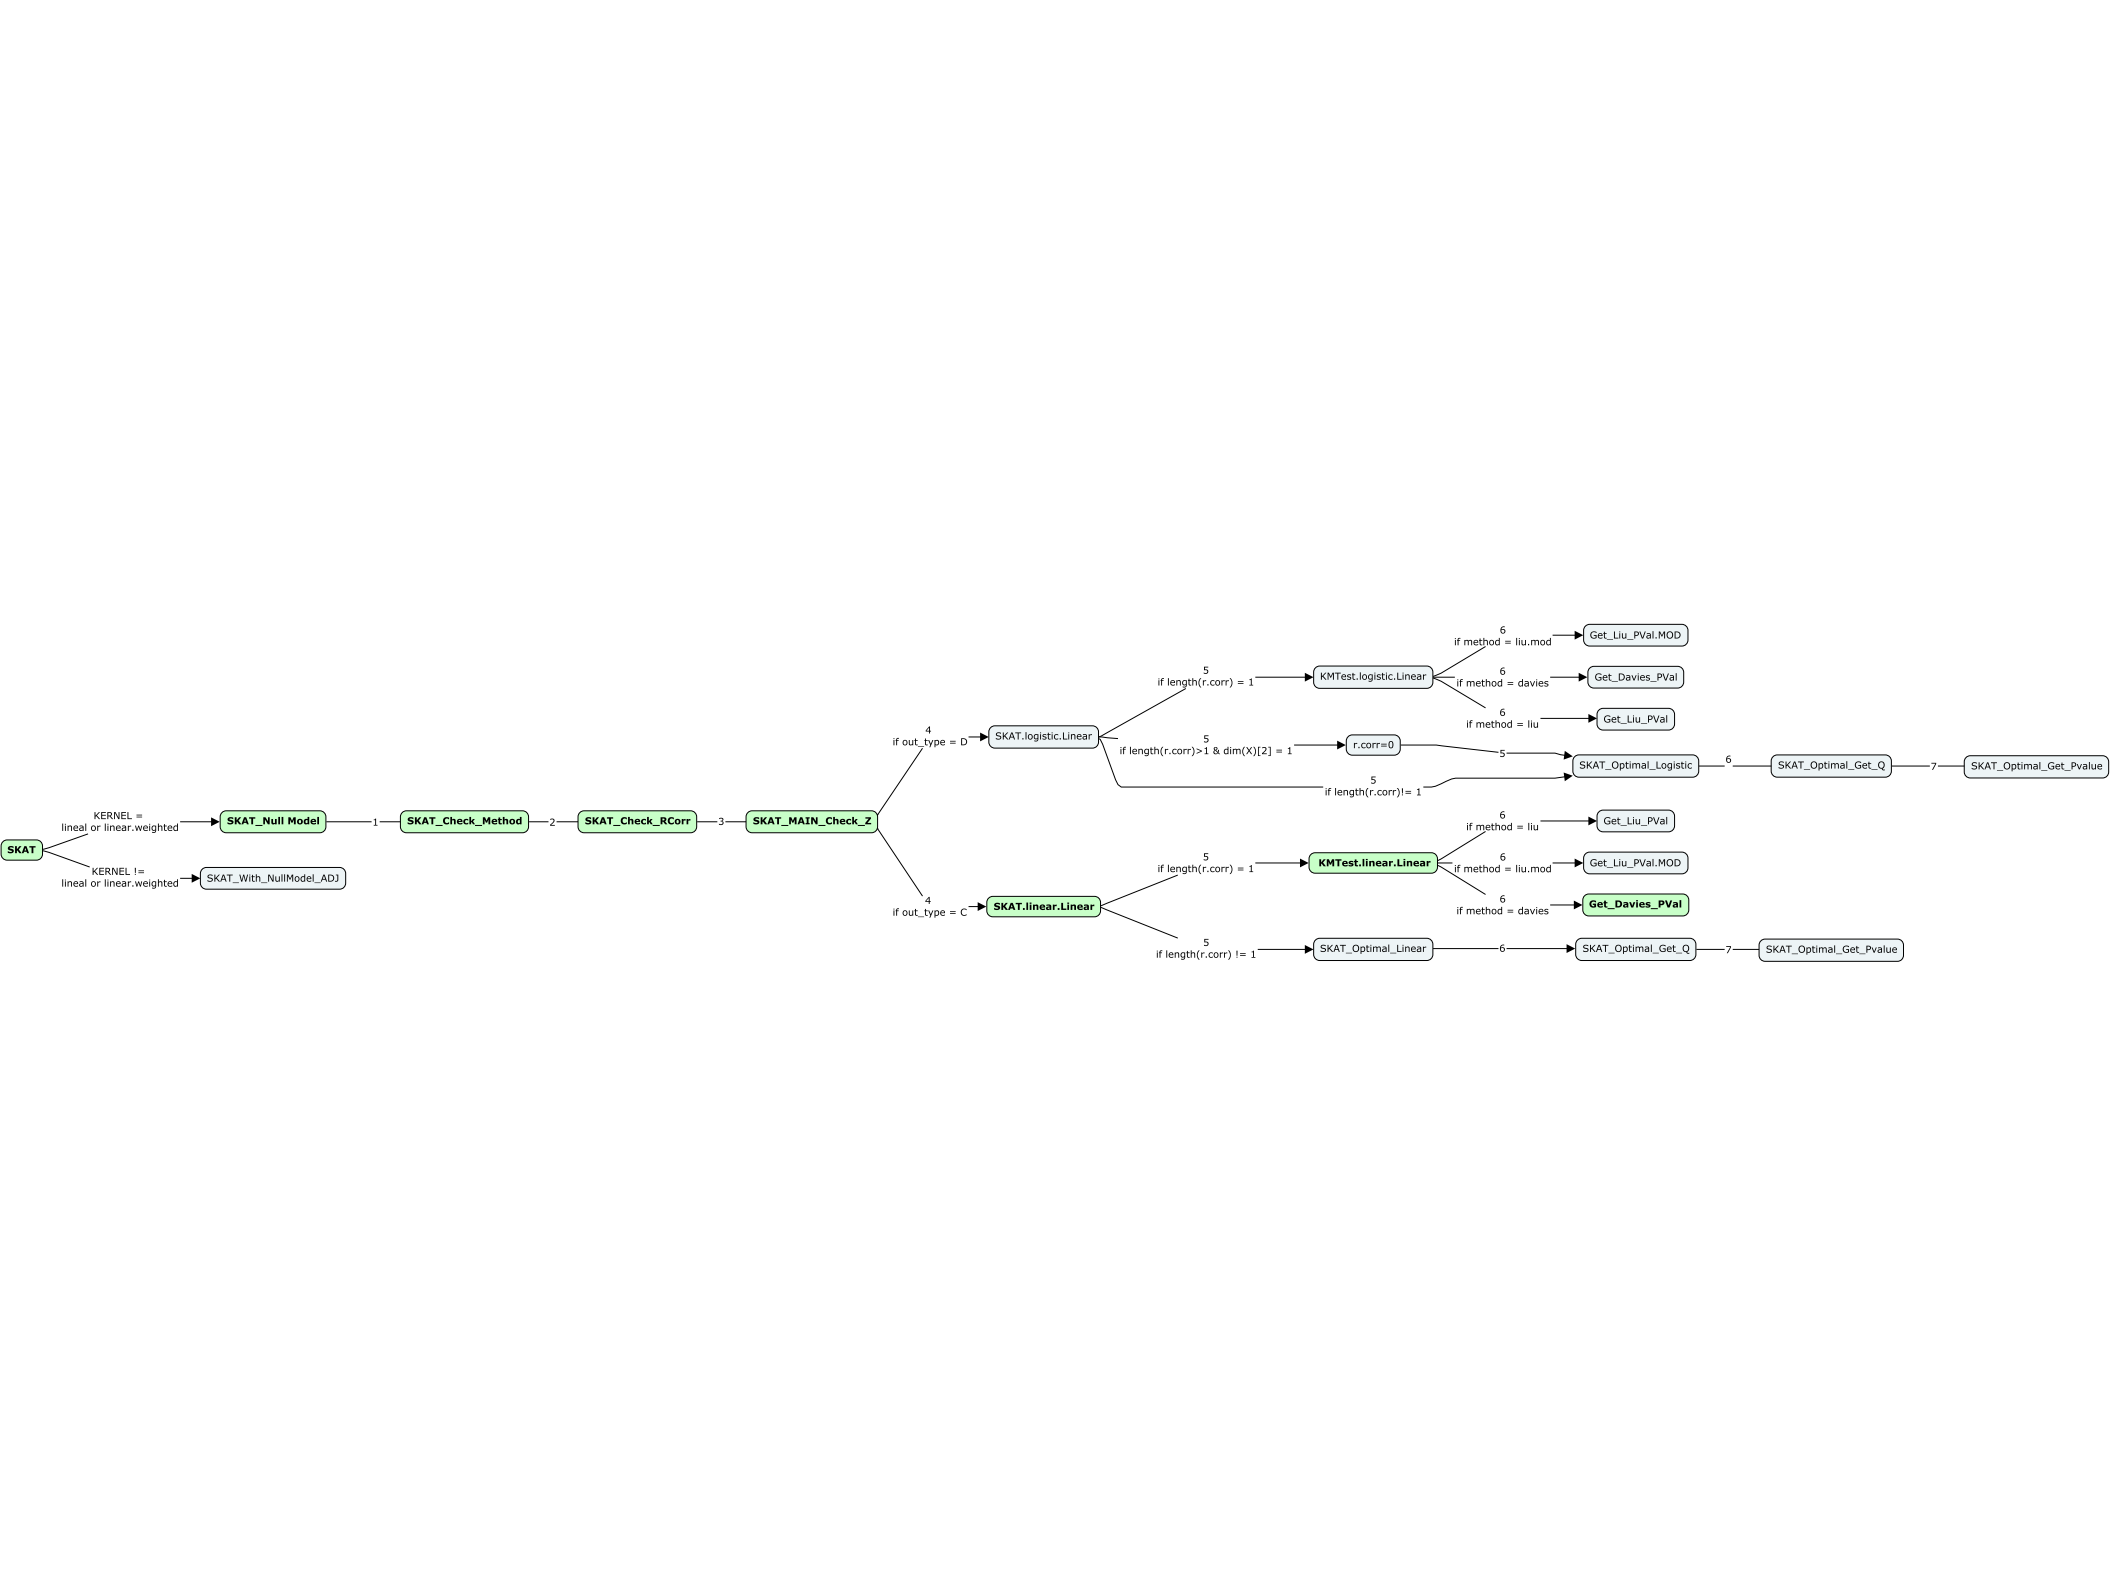 SKAT
KERNEL =
lineal or linear.weighted
SKAT_Null Model
1
SKAT_Check_Method
2
SKAT_Check_RCorr
3
SKAT_MAIN_Check_Z
KERNEL !=
lineal or linear.weighted
SKAT_With_NullModel_ADJ
4
if out_type = D
SKAT.logistic.Linear
5
if length(r.corr) = 1
KMTest.logistic.Linear
6
if method = liu.mod
Get_Liu_PVal.MOD
6
if method = davies
Get_Davies_PVal
6
if method = liu
Get_Liu_PVal
5
if length(r.corr)>1 & dim(X)[2] = 1
r.corr=0
5
5
if length(r.corr)!= 1
SKAT_Optimal_Logistic
6
SKAT_Optimal_Get_Q
7
SKAT_Optimal_Get_Pvalue
4
if out_type = C
SKAT.linear.Linear
5
if length(r.corr) = 1
KMTest.linear.Linear
6
if method = liu
Get_Liu_PVal
6
if method = liu.mod
Get_Liu_PVal.MOD
6
if method = davies
Get_Davies_PVal
5
if length(r.corr) != 1
SKAT_Optimal_Linear
6
SKAT_Optimal_Get_Q
7
SKAT_Optimal_Get_Pvalue